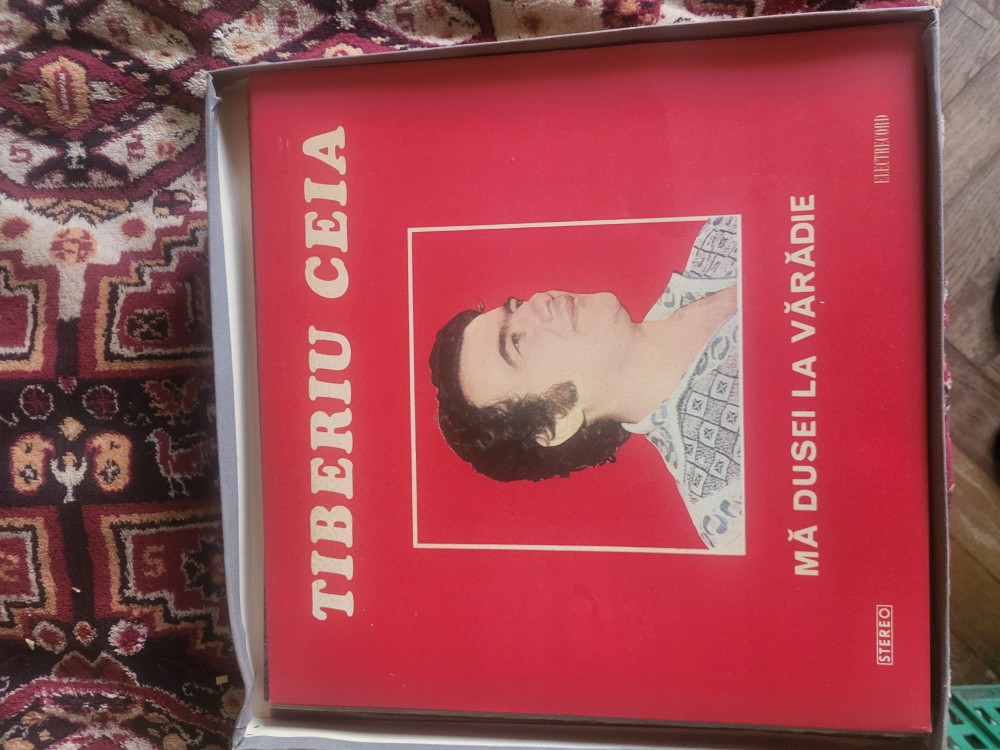 TIBERIU CEIA
MĂ DUSEI LA VĂRĂDIE
STEREO
ELECTRECORD